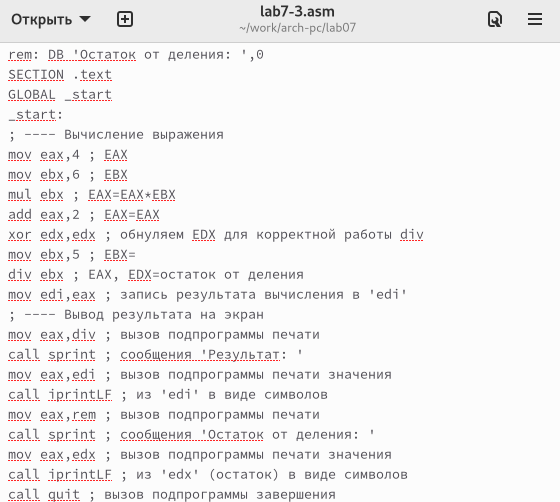 Открыть
lab7-3.asm
~/work/arch-pc/lab07
rem: DB 'Остаток от деления: ',0
SECTION .text
GLOBAL _start
_start:
; ---- Вычисление выражения
mov eax,4 ; EAX
mov ebx,6 ; EBX
mul ebx ; EAX=EAX*EBX
add eax,2 ; EAX=EAX
xor edx,edx ; обнуляем EDX для корректной работы div
mov ebx,5 ; EBX=
div ebx ; EAX, EDX=остаток от деления
mov edi,eax ; запись результата вычисления в 'edi'
; ---- Вывод результата на экран
mov eax,div ; вызов подпрограммы печати
call sprint ; сообщения 'Результат: '
mov eax,edi ; вызов подпрограммы печати значения
call iprintLF ; из 'edi' в виде символов
mov eax,rem ; вызов подпрограммы печати
call sprint ; сообщения 'Остаток от деления: '
mov eax,edx ; вызов подпрограммы печати значения
call iprintLF ; из 'edx' (остаток) в виде символов
call quit ; вызов подпрограммы завершения